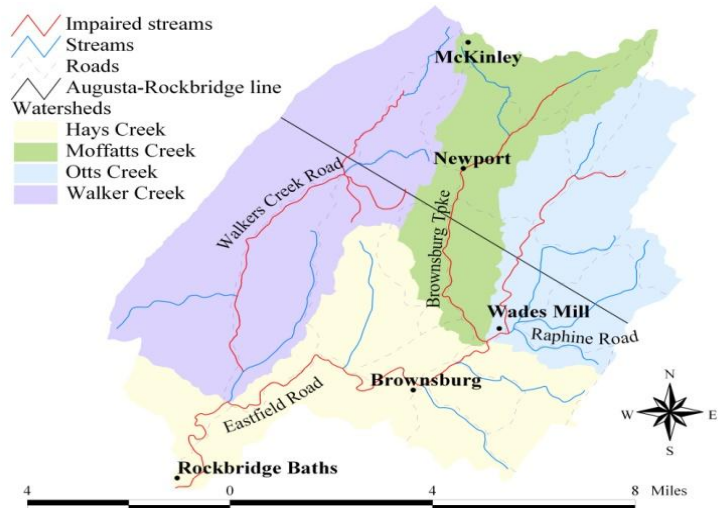 Impaired streams
Streams
Roads
Augusta-Rockbridge line
Watersheds
Hays Creek
Moffatts Creek
Otts Creek
Walker Creek
McKinley
Newport
Walkers Creek Road
Brownsburg Tpke
Wades Mill
Raphine Road
Brownsburg
Eastfield Road
Rockbridge Baths
N
W E
S
4 0 4 8 Miles